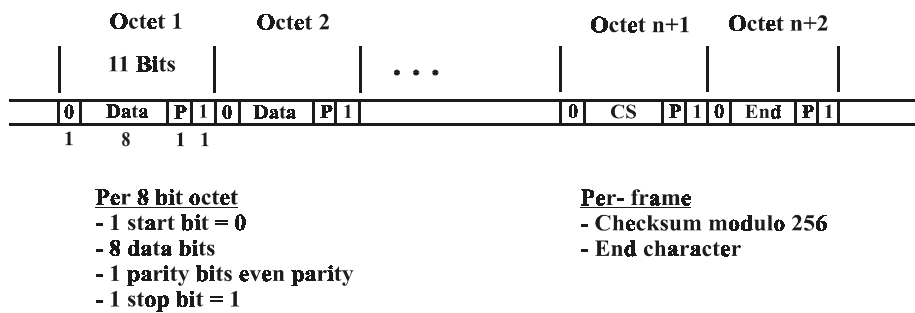 Octet 1 Octet 2 Octet n+1 Octet n+2
11 Bits
. . .
0 Data P 1 0 Data P 1 0 CS P 1 0 End P 1
1 8 1 1
Per 8 bit octet
- 1 start bit = 0
- 8 data bits
- 1 parity bits even parity
- 1 stop bit = 1
Per- frame
- Checksum modulo 256
- End character